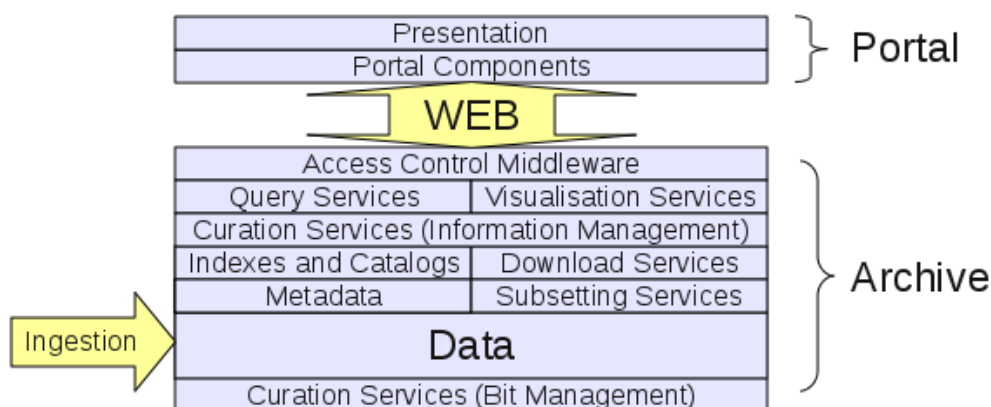 Presentation
Portal Components
Portal
WEB
Access Control Middleware
Query Services
Visualisation Services
Curation Services (Information Management)
Indexes and Catalogs
Download Services
Archive
Metadata
Subsetting Services
Ingestion
Data
Curation Services (Bit Management)